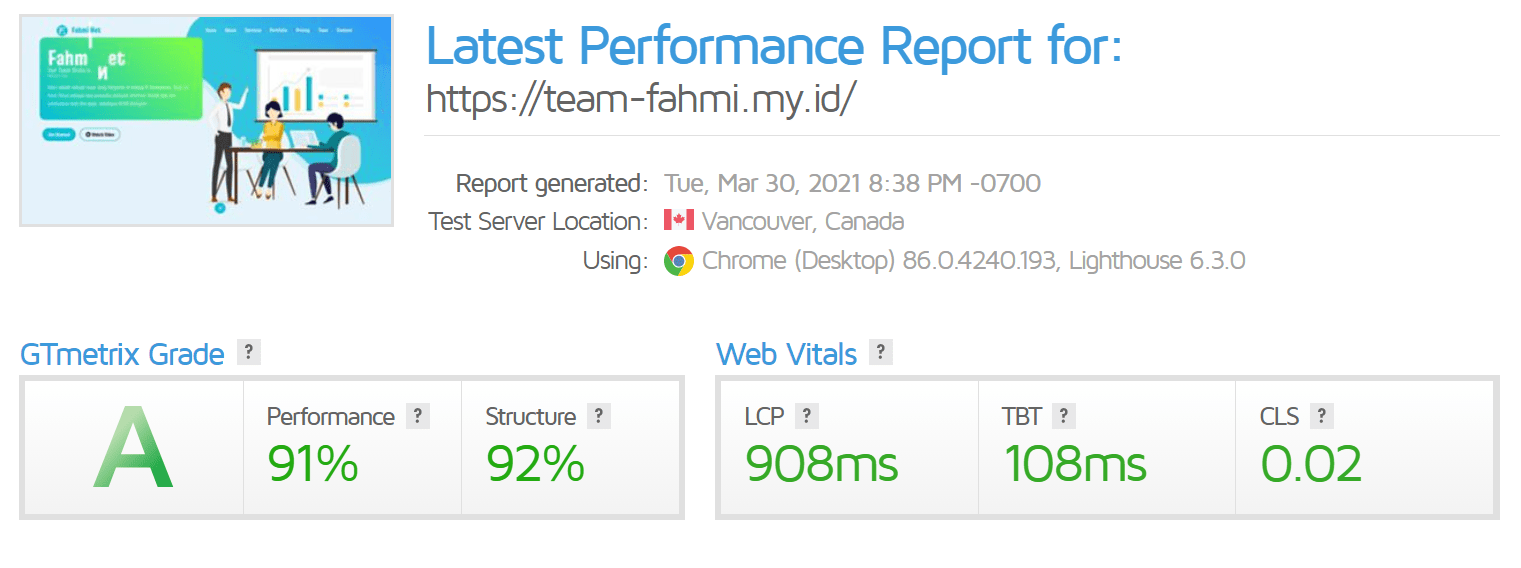 Fahmi Net
Home About Services Portfolio Pricing Team Contact
Fahm
et
И
Get Started
Watch Video
Latest Performance Report for:
https://team-fahmi.my.id/
Report generated: Tue, Mar 30, 2021 8:38 PM -0700
Test Server Location: Vancouver, Canada
Using: Chrome (Desktop) 86.0.4240.193, Lighthouse 6.3.0
GTmetrix Grade ?
Web Vitals ?
A
Performance ?
Structure ?
LCP ?
TBT ?
CLS ?
91%
92%
908ms
108ms
0.02